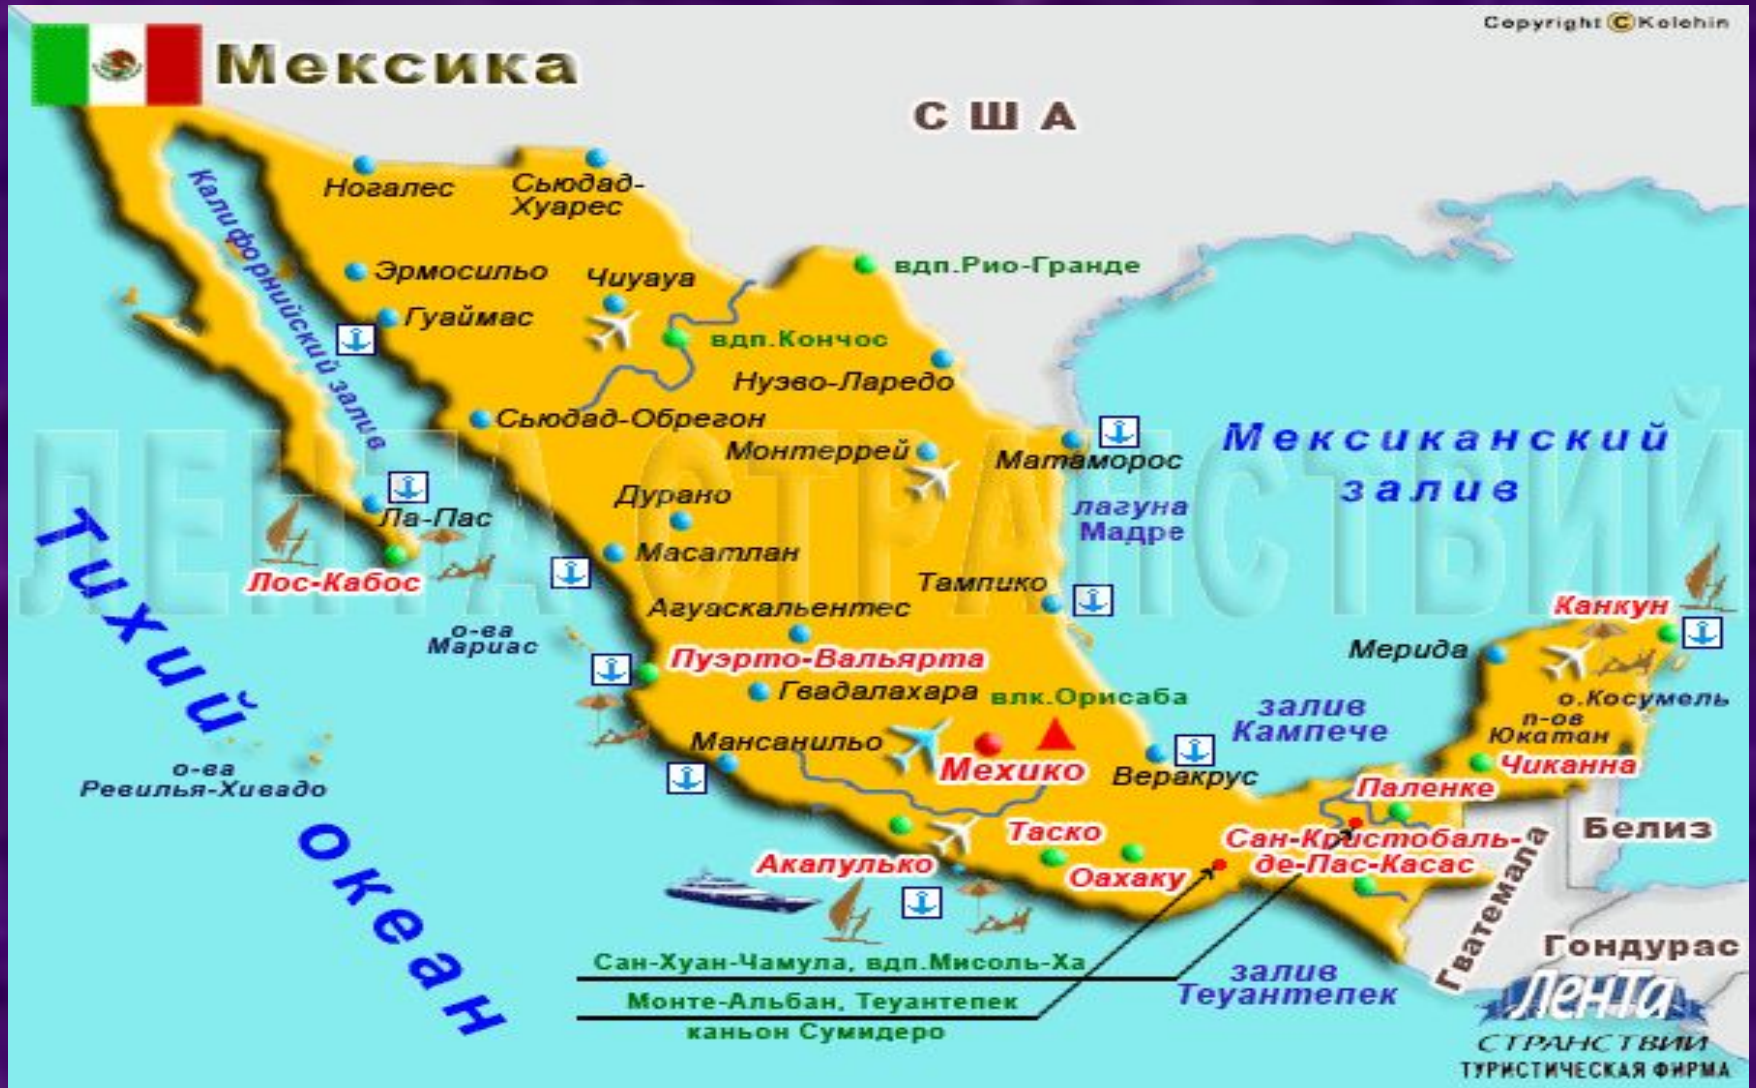 Copyright © Kolehin
Мексика
США
Ногалес
Сьюдад-
Хуарес
Калифорнийский залив
Эрмосильо
Чиуауа
вдп.Рио-Гранде
Гуаймас
вдп.Кончос
Нуэво-Ларедо
Сьюдад-Обрегон
Монтеррей
Матаморос
Мексиканский
залив
ЛЕНТА СТРАНСТВИЙ
Дурано
лагуна
Мадре
Ла-Пас
Масатлан
Лос-Кабос
Тампико
Агуаскальентес
Канкун
о-ва
Мариас
Мерида
Пуэрто-Вальярта
Гвадалахара
влк.Орисаба
о.Косумель
залив
Кампече
п-ов
Юкатан
Тихий
океан
Мансанильо
Мехико
Веракрус
Чиканна
о-ва
Ревилья-Хивадо
Паленке
Таско
Сан-Кристобаль-
де-Пас-Касас
Белиз
Акапулько
Оахаку
Гватемала
Гондурас
Сан-Хуан-Чамула, вдп.Мисоль-Ха
Монте-Альбан, Теуантепек
каньон Сумидеро
залив
Теуантепек
Лента
СТРАНСТВИЙ
ТУРИСТИЧЕСКАЯ ФИРМА